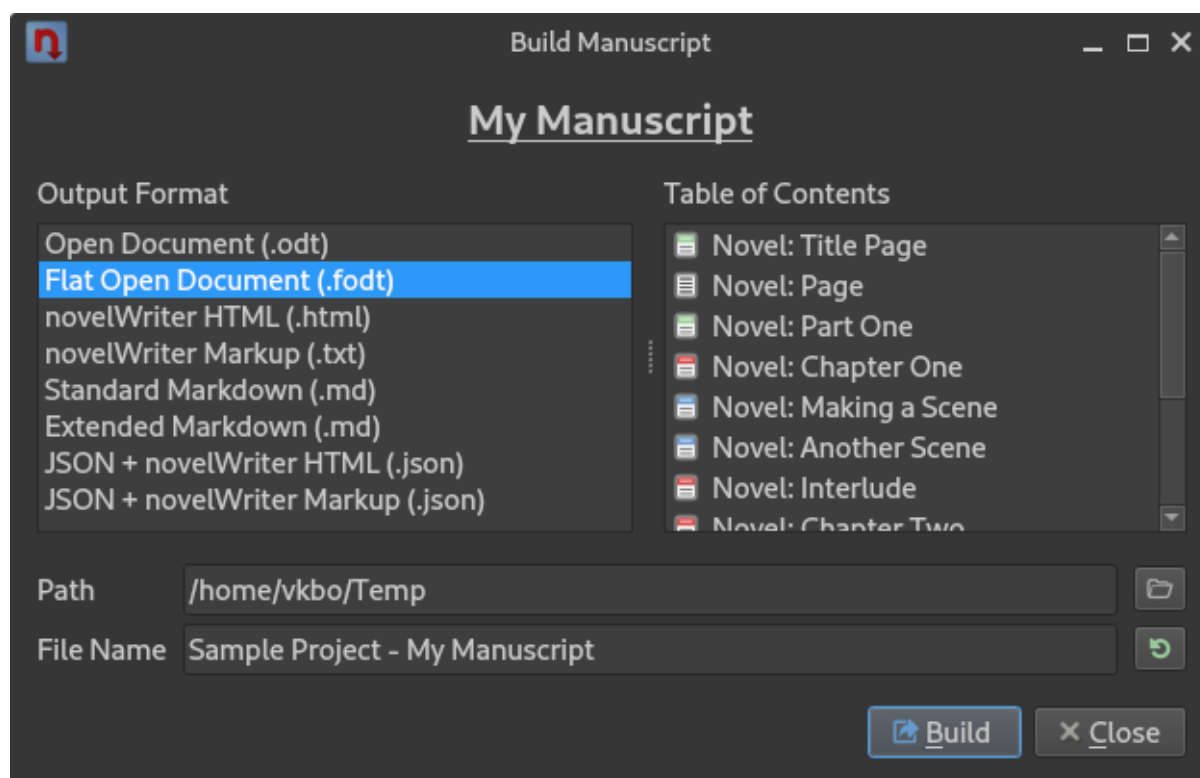 Build Manuscript
My Manuscript
Output Format
Open Document (.odt)
Flat Open Document (.fodt)
novelWriter HTML (.html)
novelWriter Markup (.txt)
Standard Markdown (.md)
Extended Markdown (.md)
JSON + novelWriter HTML (.json)
JSON + novelWriter Markup (.json)
Table of Contents
Novel: Title Page
Novel: Page
Novel: Part One
Novel: Chapter One
Novel: Making a Scene
Novel: Another Scene
Novel: Interlude
Novel: Chapter Two
Path /home/vkbo/Temp
File Name Sample Project - My Manuscript
Build Close